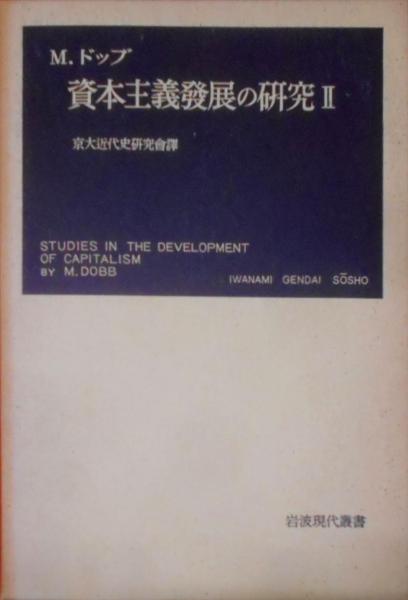 M.ドッブ
資本主義發展の研究 II
京大近代史研究會譯
STUDIES IN THE DEVELOPMENT
OF CAPITALISM
BY M.DOBB
IWANAMI GENDAI SŌSHO
岩波現代叢書